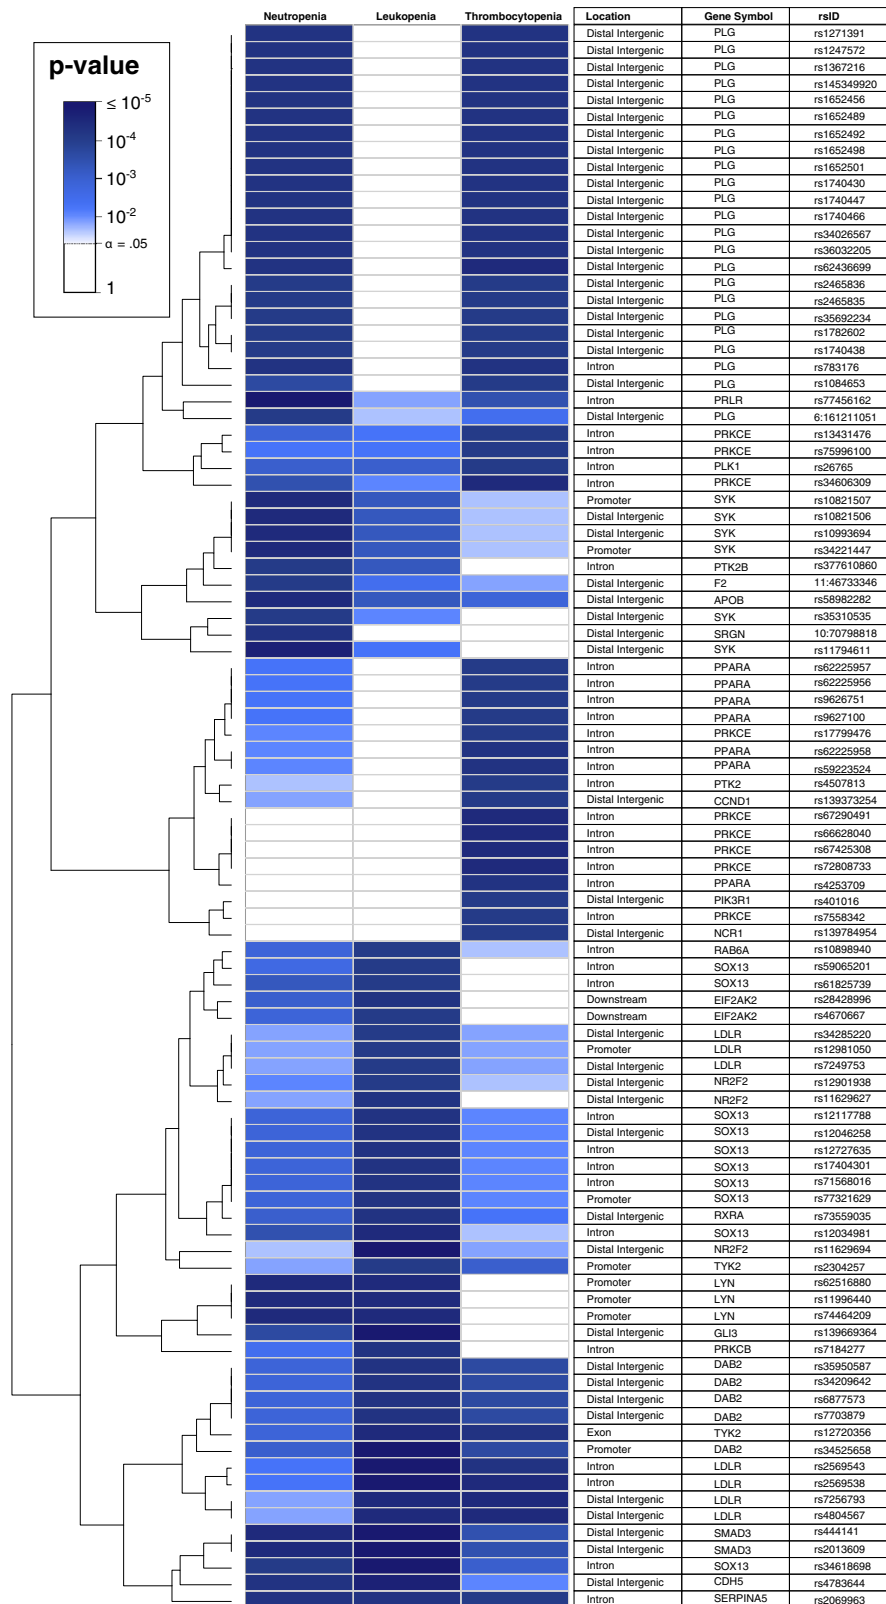 Neutropenia Leukopenia Thrombocytopenia Location Gene Symbol rsID
p-value
≤ 10-5
10-4
10-3
10-2
α = .05
1
Distal Intergenic PLG rs1271391
Distal Intergenic PLG rs1247572
Distal Intergenic PLG rs1367216
Distal Intergenic PLG rs145349920
Distal Intergenic PLG rs1652456
Distal Intergenic PLG rs1652489
Distal Intergenic PLG rs1652492
Distal Intergenic PLG rs1652498
Distal Intergenic PLG rs1652501
Distal Intergenic PLG rs1740430
Distal Intergenic PLG rs1740447
Distal Intergenic PLG rs1740466
Distal Intergenic PLG rs34026567
Distal Intergenic PLG rs36032205
Distal Intergenic PLG rs62436699
Distal Intergenic PLG rs2465836
Distal Intergenic PLG rs2465835
Distal Intergenic PLG rs35692234
Distal Intergenic PLG rs1782602
Distal Intergenic PLG rs1740438
Intron PLG rs783176
Distal Intergenic PLG rs1084653
Intron PRLR rs77456162
Distal Intergenic PLG 6:161211051
Intron PRKCE rs13431476
Intron PRKCE rs75996100
Intron PLK1 rs26765
Intron PRKCE rs34606309
Promoter SYK rs10821507
Distal Intergenic SYK rs10821506
Distal Intergenic SYK rs10993694
Promoter SYK rs34221447
Intron PTK2B rs377610860
Distal Intergenic F2 11:46733346
Distal Intergenic APOB rs58982282
Distal Intergenic SYK rs35310535
Distal Intergenic SRGN 10:70798818
Distal Intergenic SYK rs11794611
Intron PPARA rs62225957
Intron PPARA rs62225956
Intron PPARA rs9626751
Intron PPARA rs9627100
Intron PRKCE rs17799476
Intron PPARA rs62225958
Intron PPARA rs59223524
Intron PTK2 rs4507813
Distal Intergenic CCND1 rs139373254
Intron PRKCE rs67290491
Intron PRKCE rs66628040
Intron PRKCE rs67425308
Intron PRKCE rs72808733
Intron PPARA rs4253709
Distal Intergenic PIK3R1 rs401016
Intron PRKCE rs7558342
Distal Intergenic NCR1 rs139784954
Intron RAB6A rs10898940
Intron SOX13 rs59065201
Intron SOX13 rs61825739
Downstream EIF2AK2 rs28428996
Downstream EIF2AK2 rs4670667
Distal Intergenic LDLR rs34285220
Promoter LDLR rs12981050
Distal Intergenic LDLR rs7249753
Distal Intergenic NR2F2 rs12901938
Distal Intergenic NR2F2 rs11629627
Intron SOX13 rs12117788
Distal Intergenic SOX13 rs12046258
Intron SOX13 rs12727635
Intron SOX13 rs17404301
Intron SOX13 rs71568016
Promoter SOX13 rs77321629
Distal Intergenic RXRA rs73559035
Intron SOX13 rs12034981
Distal Intergenic NR2F2 rs11629694
Promoter TYK2 rs2304257
Promoter LYN rs62516880
Promoter LYN rs11996440
Promoter LYN rs74464209
Distal Intergenic GLI3 rs139669364
Intron PRKCB rs7184277
Distal Intergenic DAB2 rs35950587
Distal Intergenic DAB2 rs34209642
Distal Intergenic DAB2 rs6877573
Distal Intergenic DAB2 rs7703879
Exon TYK2 rs12720356
Promoter DAB2 rs34525658
Intron LDLR rs2569543
Intron LDLR rs2569538
Distal Intergenic LDLR rs7256793
Distal Intergenic LDLR rs4804567
Distal Intergenic SMAD3 rs444141
Distal Intergenic SMAD3 rs2013609
Intron SOX13 rs34618698
Distal Intergenic CDH5 rs4783644
Intron SERPINA5 rs2069963